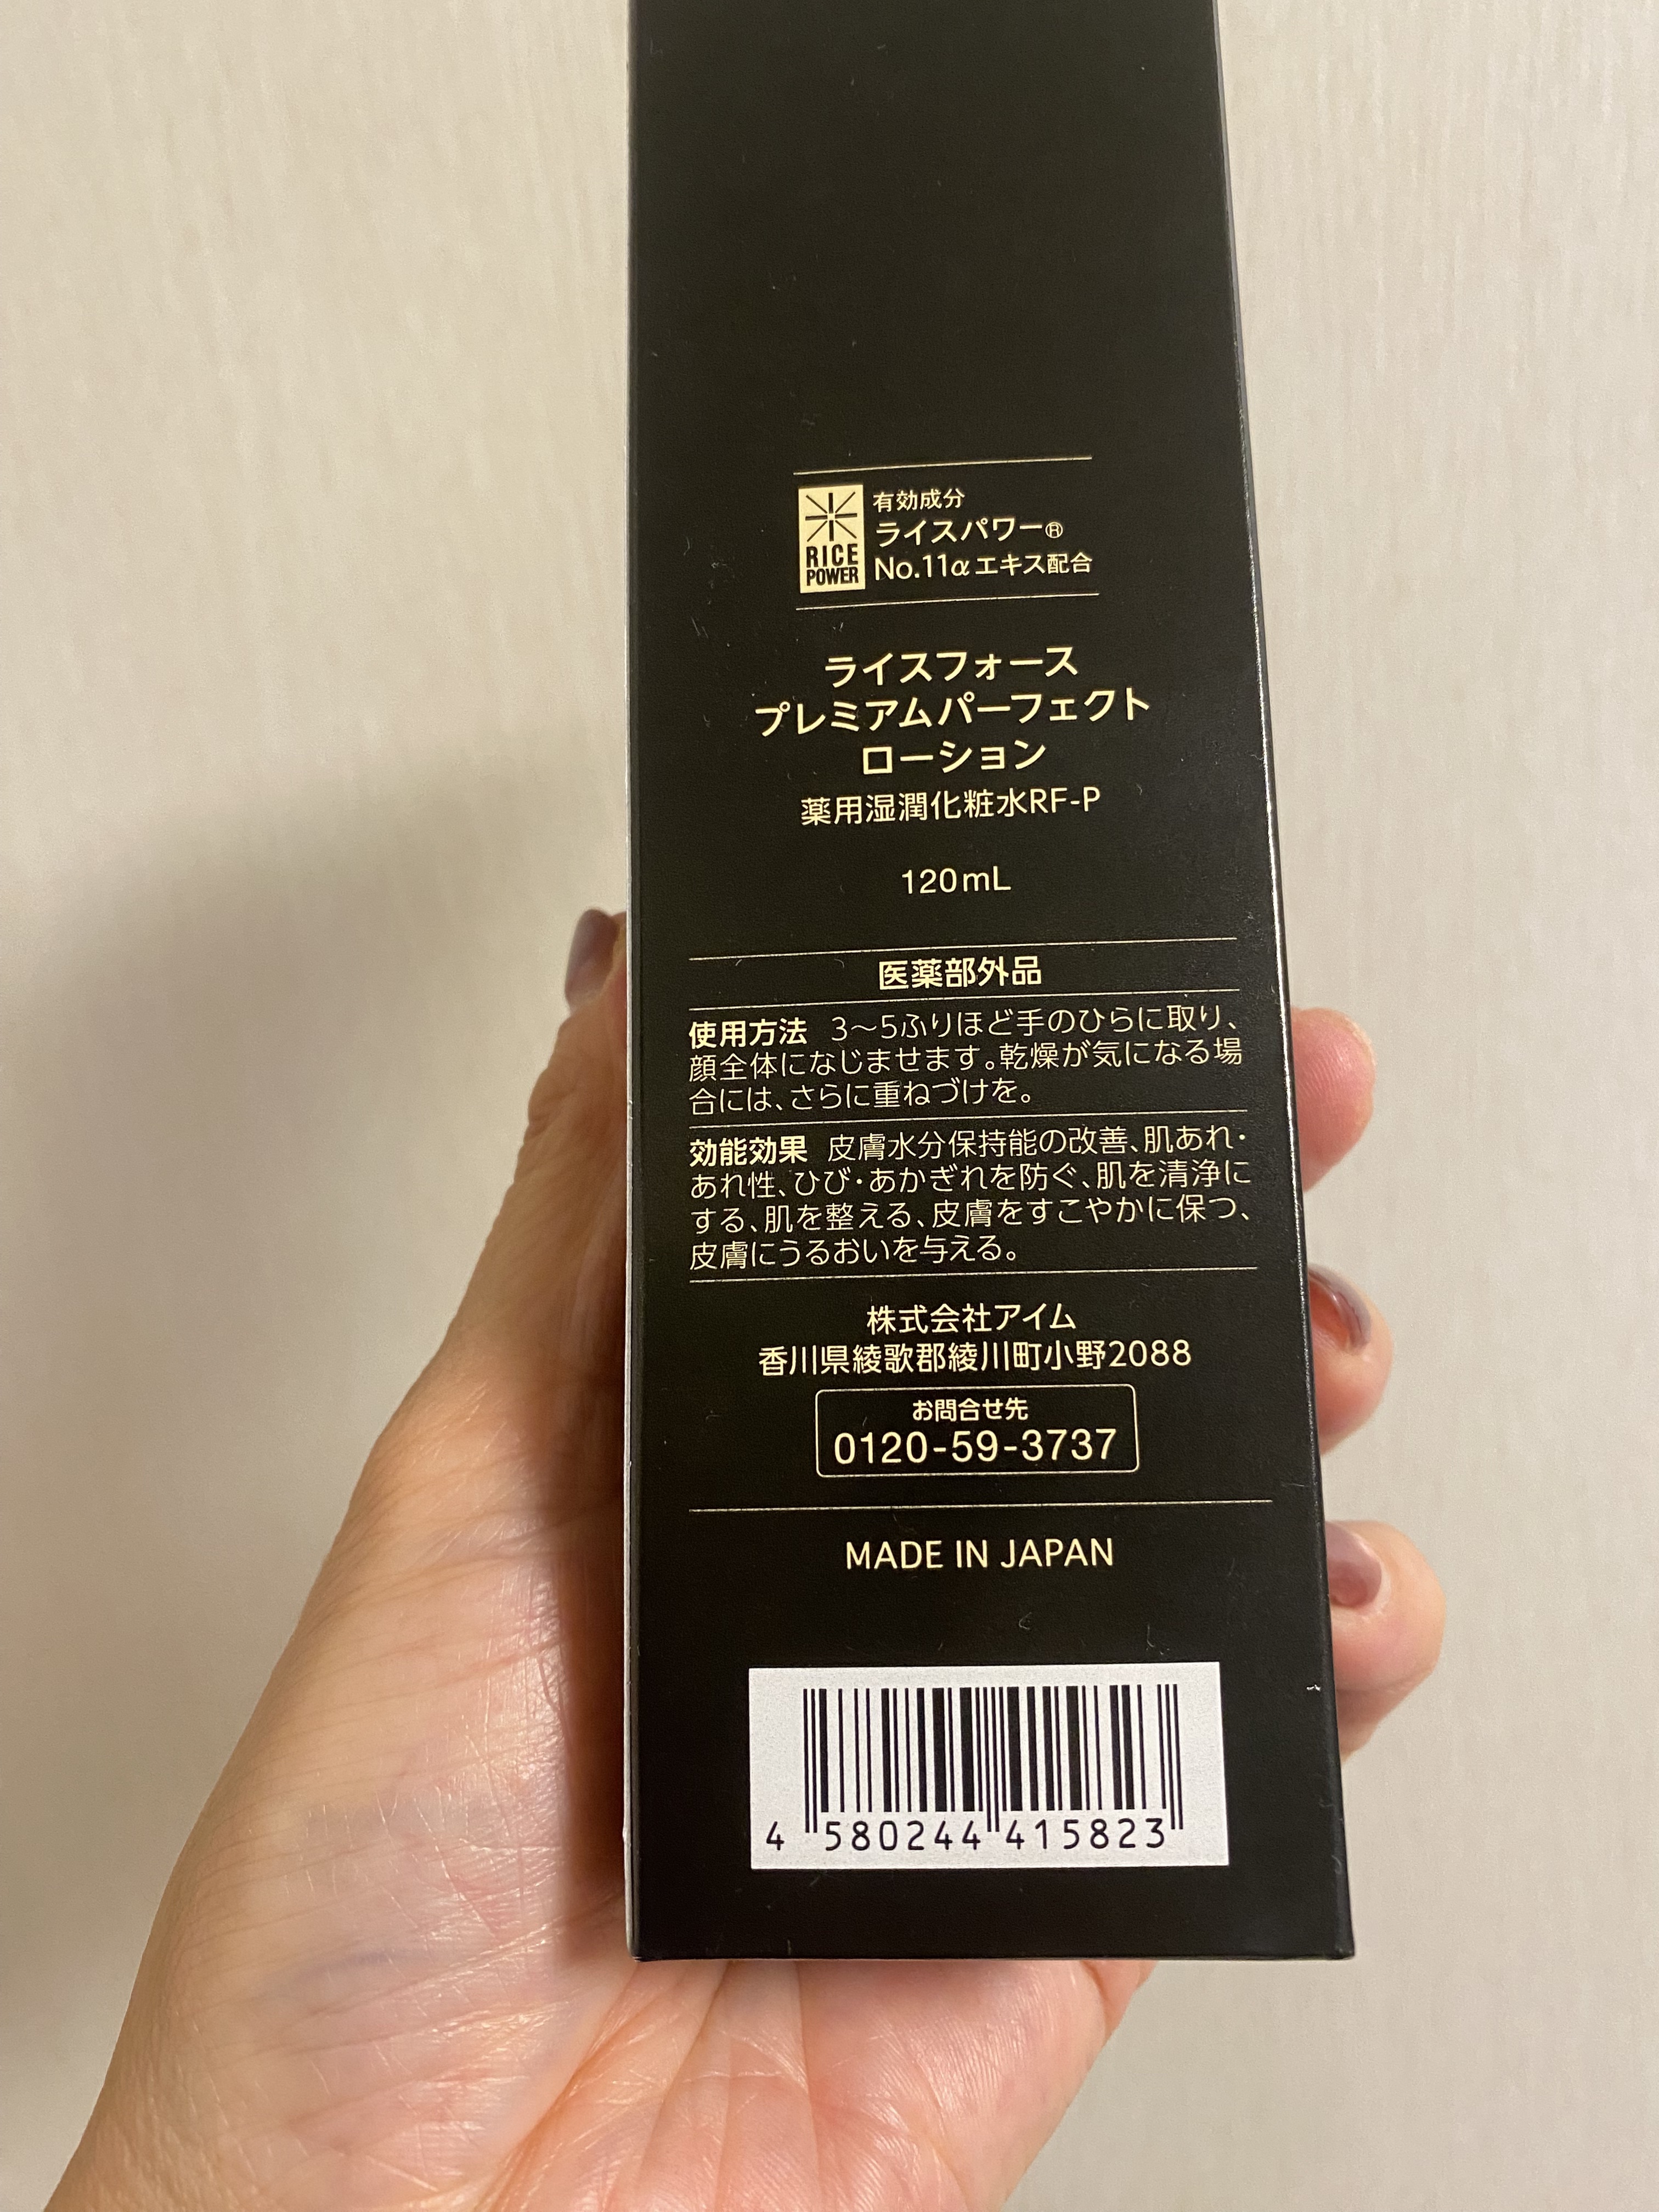 RICE
POWER
有効成分
ライスパワー®
No.11αエキス配合
ライスフォース
プレミアムパーフェクト
ローション
薬用湿潤化粧水RF-P
120mL
医薬部外品
使用方法 3〜5ふりほど手のひらに取り、
顔全体になじませます。乾燥が気になる場
合には、さらに重ねづけを。
効能効果 皮膚水分保持能の改善、肌あれ・
あれ性、ひび・あかぎれを防ぐ、肌を清浄に
する、肌を整える、皮膚をすこやかに保つ、
皮膚にうるおいを与える。
株式会社アイム
香川県綾歌郡綾川町小野2088
お問合せ先
0120-59-3737
MADE IN JAPAN
4 580244 415823